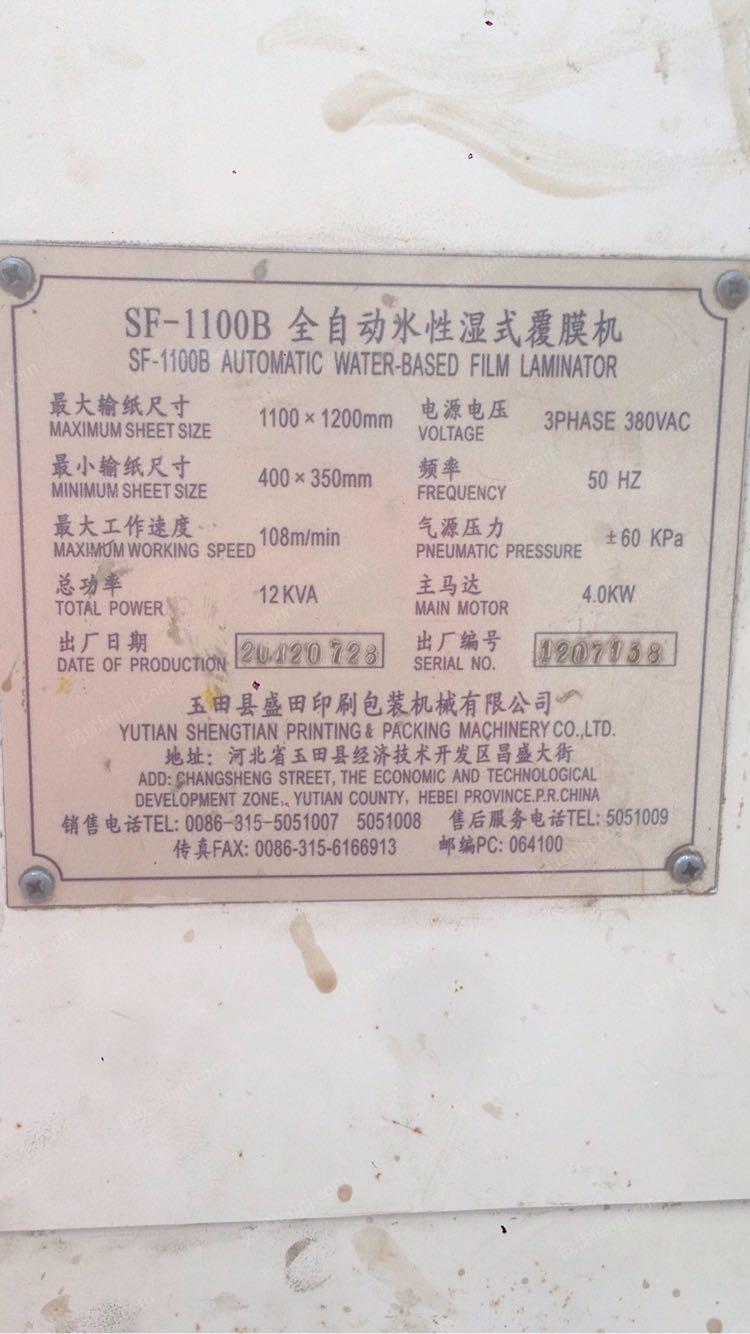 SF-1100B 全自动水性湿式覆膜机
SF-1100B AUTOMATIC WATER-BASED FILM LAMINATOR
最大输纸尺寸 1100×1200mm 电源电压 3PHASE 380VAC
MAXIMUM SHEET SIZE VOLTAGE
最小输纸尺寸 400×350mm 频率 50 HZ
MINIMUM SHEET SIZE FREQUENCY
最大工作速度 108m/min 气源压力 ±60 KPa
MAXIMUM WORKING SPEED PNEUMATIC PRESSURE
总功率 12KVA 主马达 4.0KW
TOTAL POWER MAIN MOTOR
出厂日期 出厂编号 1207138
DATE OF PRODUCTION SERIAL NO.
玉田县盛田印刷包装机械有限公司
YUTIAN SHENGTIAN PRINTING & PACKING MACHINERY CO.,LTD.
地址：河北省玉田县经济技术开发区昌盛大街
ADD: CHANGSHENG STREET, THE ECONOMIC AND TECHNOLOGICAL
DEVELOPMENT ZONE,. YUTIAN COUNTY, HEBEI PROVINCE.P.R.CHINA
销售电话TEL: 0086-315-5051007 5051008 售后服务电话TEL: 5051009
传真FAX: 0086-315-6166913 邮编PC: 064100